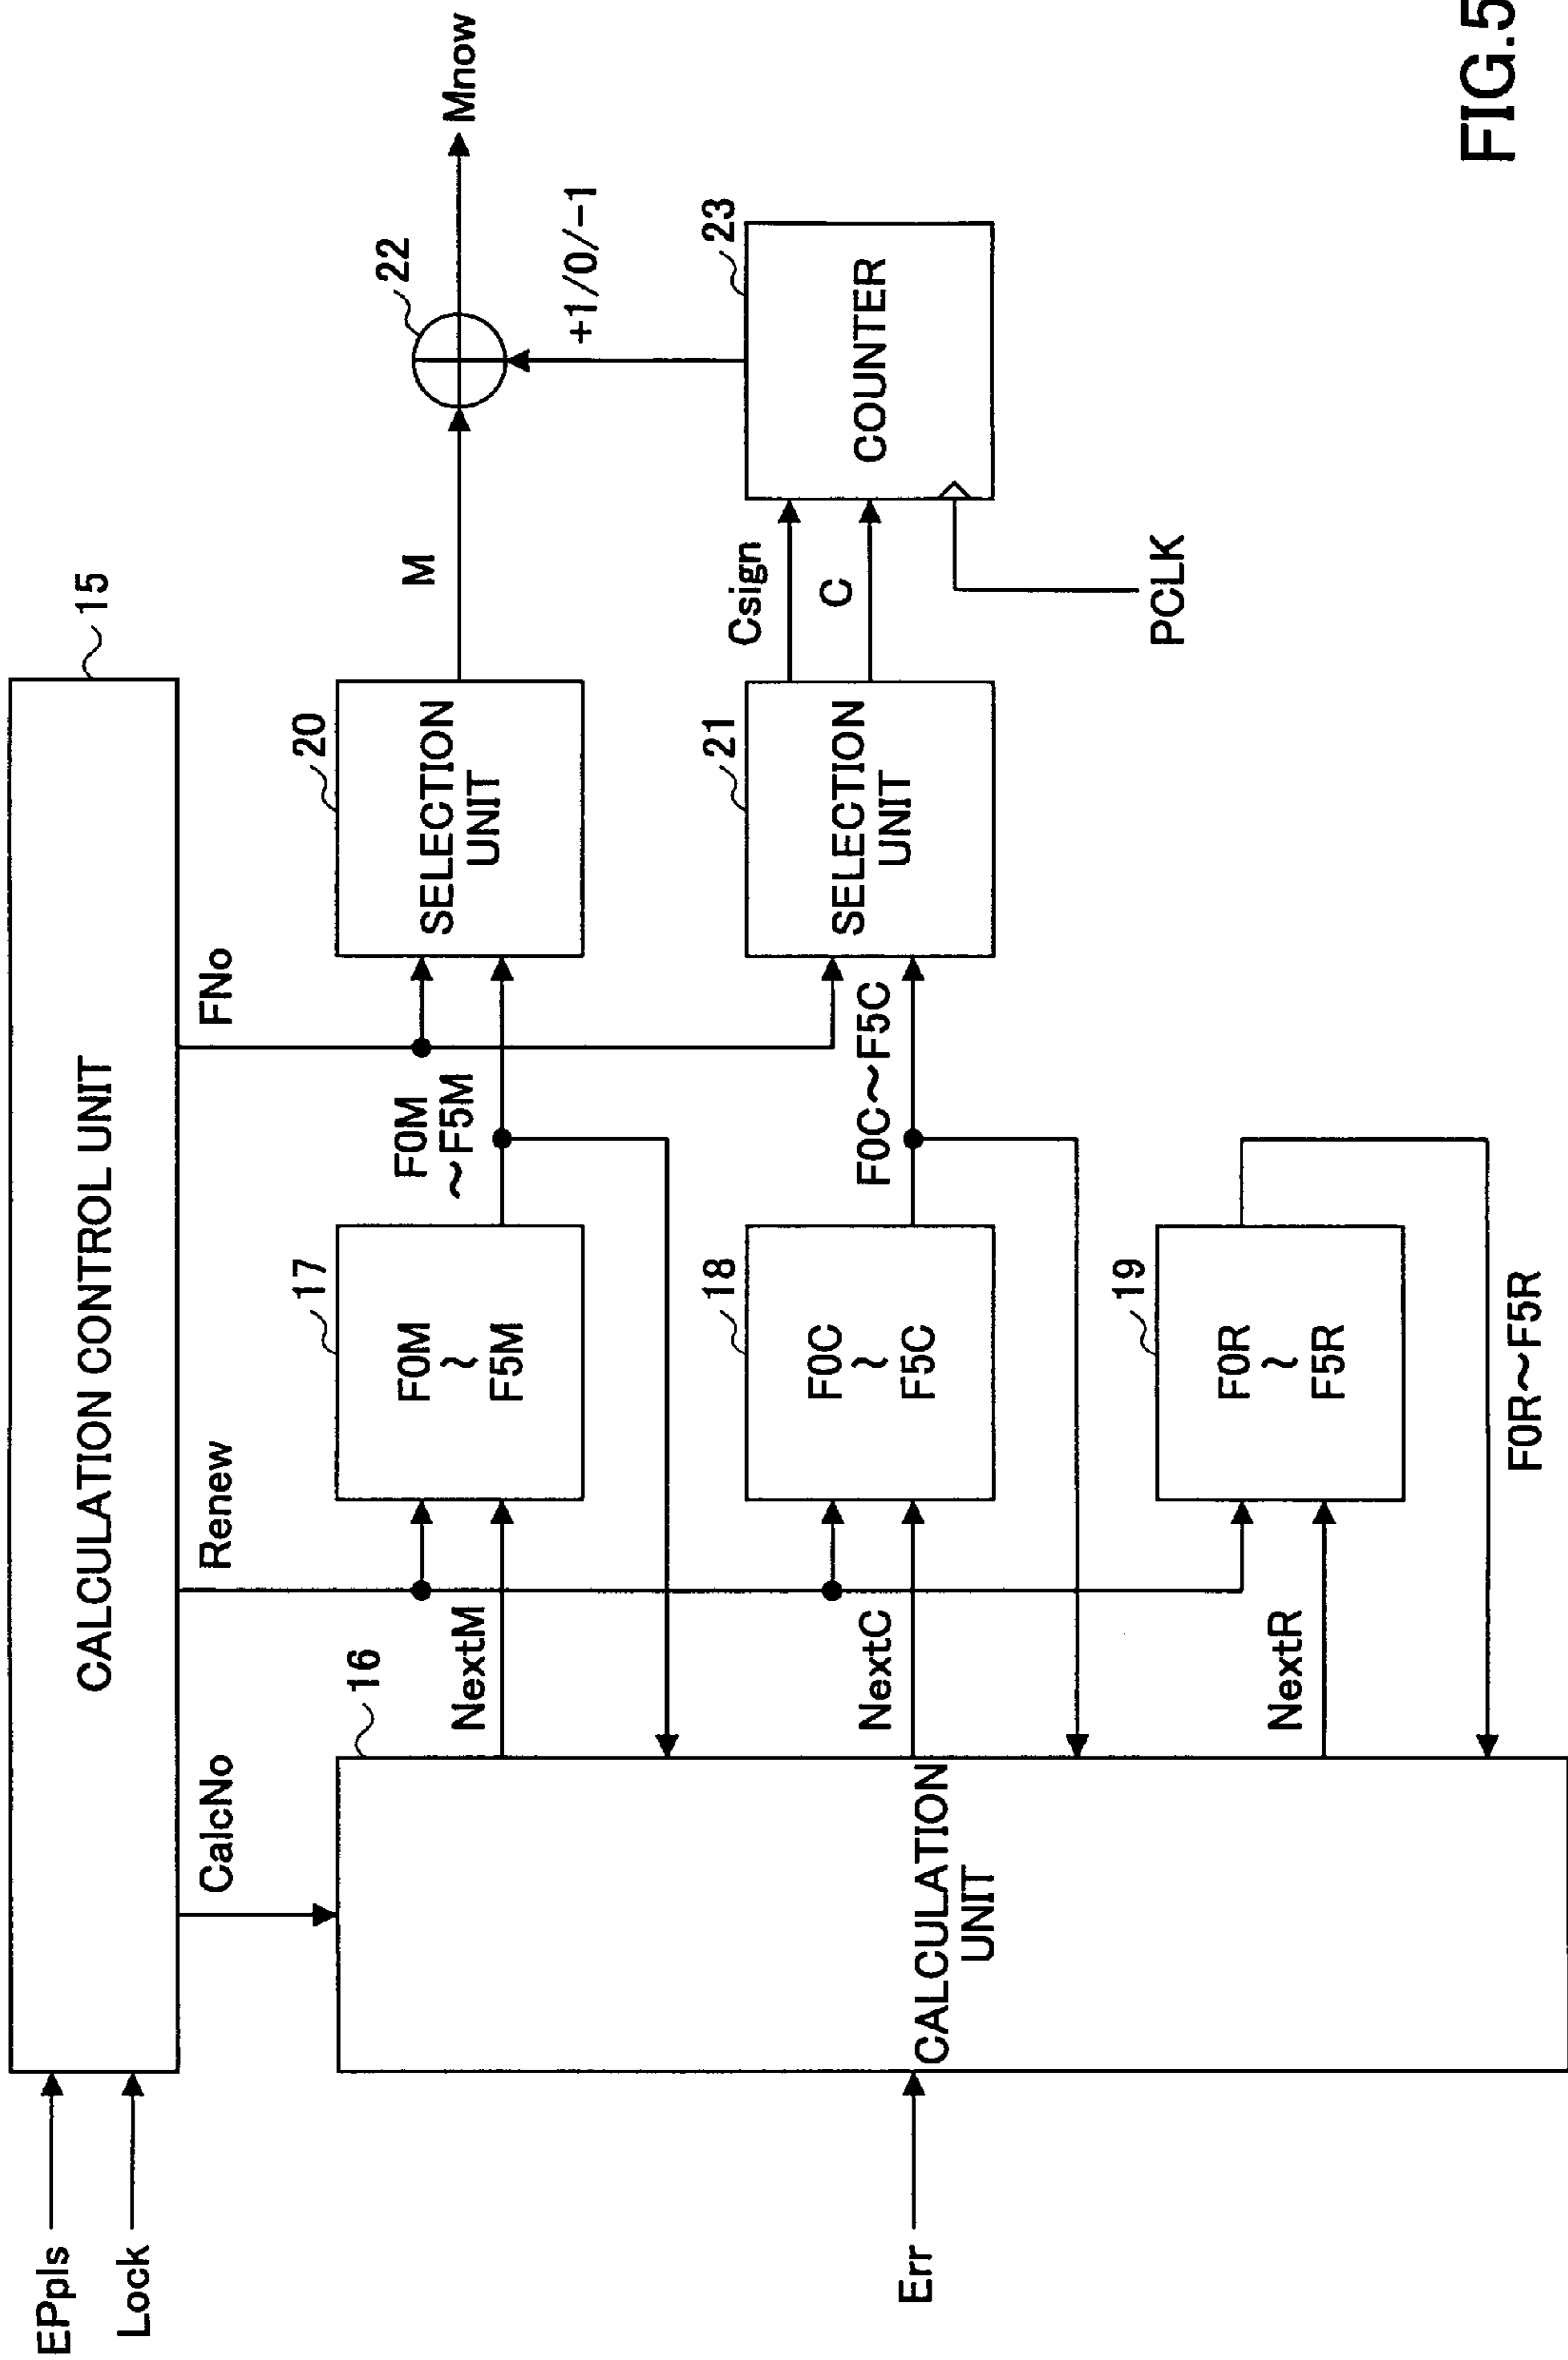 EPpls
Lock
CALCULATION CONTROL UNIT
15
CalcNo
Renew
FNo
16
CALCULATION
UNIT
Err
NextM
17
F0M
~
F5M
F0M
~F5M
20
SELECTION
UNIT
M
22
Mnow
+1/0/-1
NextC
18
F0C
~
F5C
F0C~F5C
21
SELECTION
UNIT
Csign
C
23
COUNTER
PCLK
NextR
19
F0R
~
F5R
F0R~F5R
FIG.5